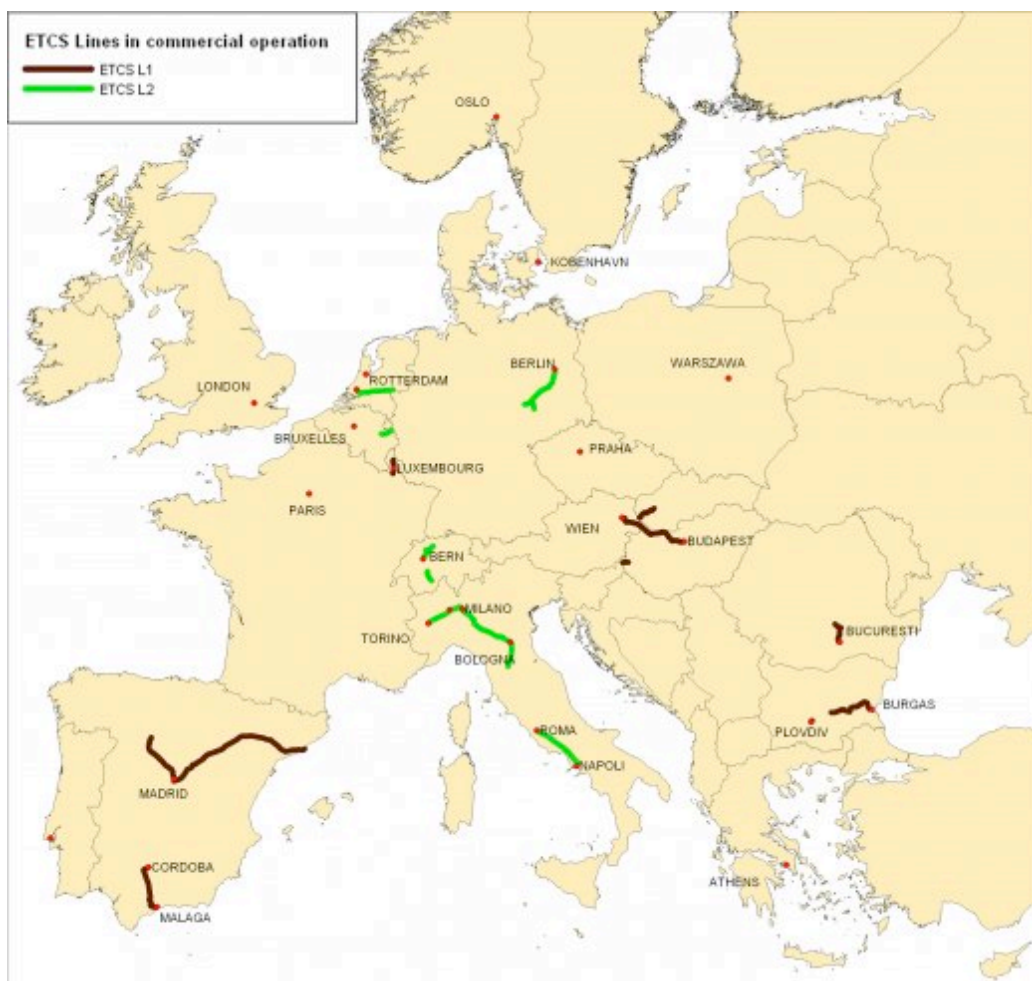 ETCS Lines in commercial operation
ETCS L1
ETCS L2
OSLO
KOBENHAVN
BERLIN
WARSZAWA
ROTTERDAM
LONDON
BRUXELLES
PRAHA
LUXEMBOURG
PARIS
WIEN
BUDAPEST
BERN
MILANO
TORINO
BOLOGNA
BUCURESTI
BURGAS
PLOVDIV
ROMA
NAPOLI
MADRID
CORDOBA
ATHENS
MALAGA